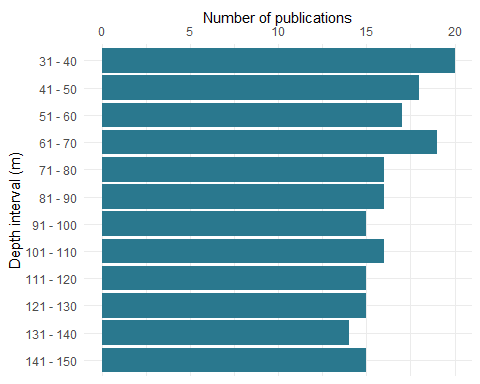 Number of publications
0 5 10 15 20
Depth interval (m)
31 - 40
41 - 50
51 - 60
61 - 70
71 - 80
81 - 90
91 - 100
101 - 110
111 - 120
121 - 130
131 - 140
141 - 150